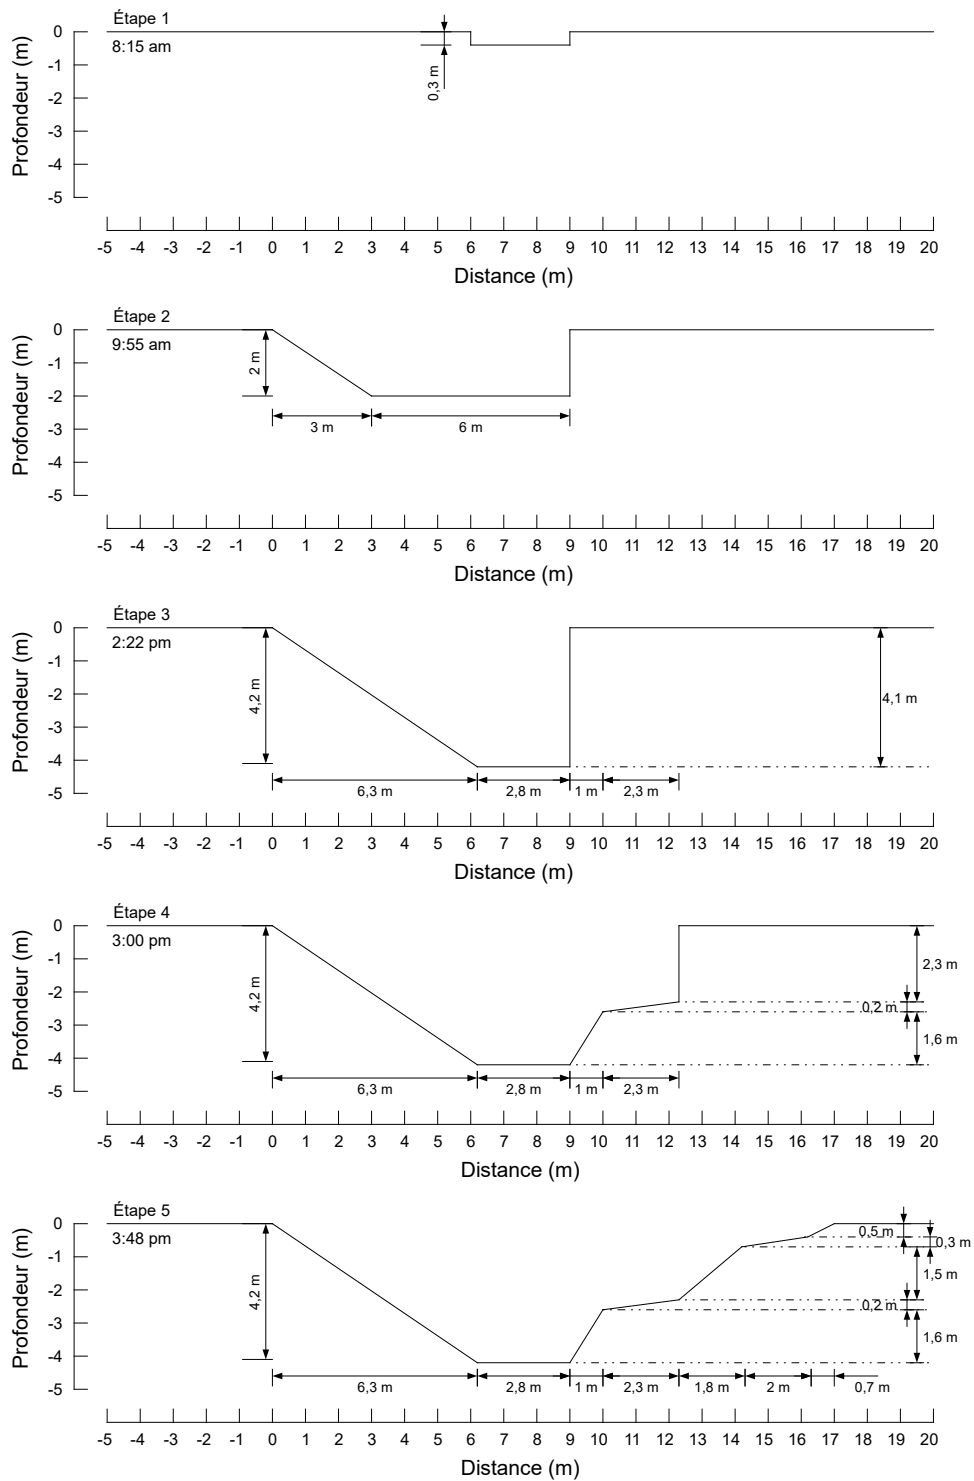 Étape 1
8:15 am
0,3 m
Profondeur (m)
0
-1
-2
-3
-4
-5
-5 -4 -3 -2 -1 0 1 2 3 4 5 6 7 8 9 10 11 12 13 14 15 16 17 18 19 20
Distance (m)
Étape 2
9:55 am
2 m
3 m 6 m
Profondeur (m)
0
-1
-2
-3
-4
-5
-5 -4 -3 -2 -1 0 1 2 3 4 5 6 7 8 9 10 11 12 13 14 15 16 17 18 19 20
Distance (m)
Étape 3
2:22 pm
4,2 m
4,1 m
6,3 m 2,8 m 1 m 2,3 m
Profondeur (m)
0
-1
-2
-3
-4
-5
-5 -4 -3 -2 -1 0 1 2 3 4 5 6 7 8 9 10 11 12 13 14 15 16 17 18 19 20
Distance (m)
Étape 4
3:00 pm
4,2 m
2,3 m
0,2 m
1,6 m
6,3 m 2,8 m 1 m 2,3 m
Profondeur (m)
0
-1
-2
-3
-4
-5
-5 -4 -3 -2 -1 0 1 2 3 4 5 6 7 8 9 10 11 12 13 14 15 16 17 18 19 20
Distance (m)
Étape 5
3:48 pm
4,2 m
0,5 m
0,3 m
1,5 m
0,2 m
1,6 m
6,3 m 2,8 m 1 m 2,3 m 1,8 m 2 m 0,7 m
Profondeur (m)
0
-1
-2
-3
-4
-5
-5 -4 -3 -2 -1 0 1 2 3 4 5 6 7 8 9 10 11 12 13 14 15 16 17 18 19 20
Distance (m)